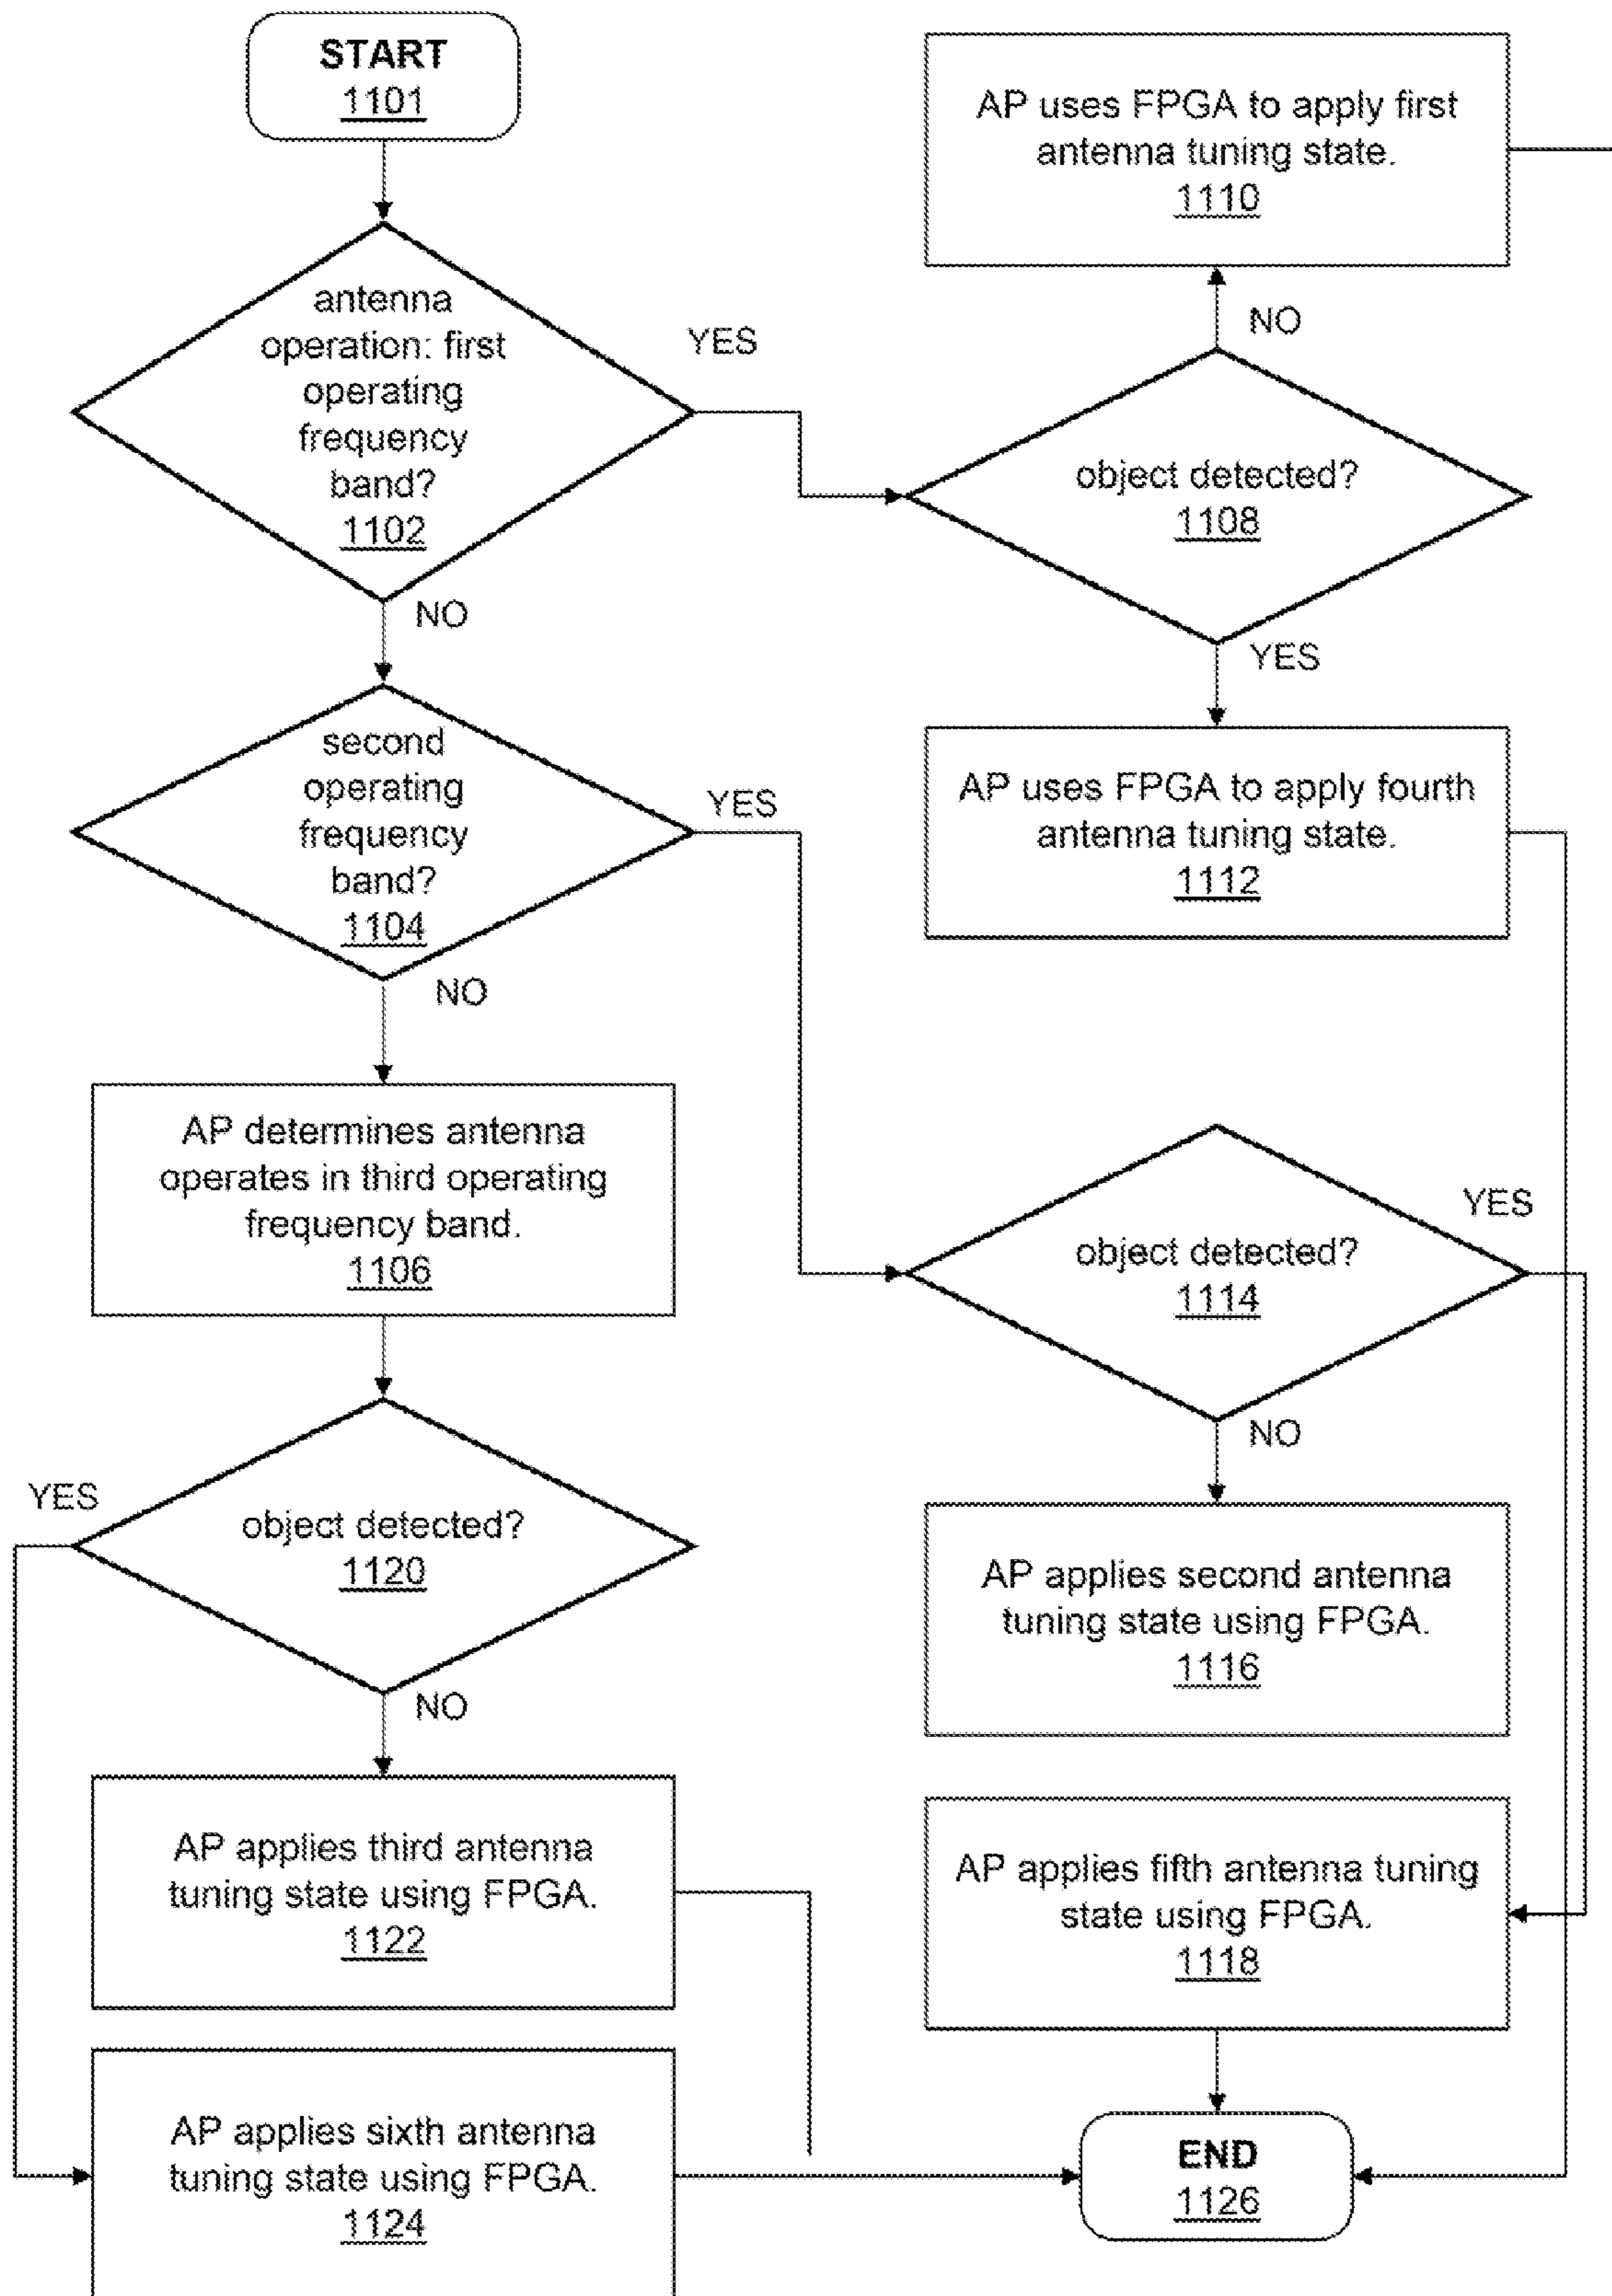 START
1101
antenna
operation: first
operating
frequency
band?
1102
YES
NO
AP uses FPGA to apply first
antenna tuning state.
1110
NO
object detected?
1108
YES
AP uses FPGA to apply fourth
antenna tuning state.
1112
second
operating
frequency
band?
1104
YES
NO
AP determines antenna
operates in third operating
frequency band.
1106
object detected?
1114
YES
NO
AP applies second antenna
tuning state using FPGA.
1116
YES
object detected?
1120
NO
AP applies third antenna
tuning state using FPGA.
1122
AP applies fifth antenna tuning
state using FPGA.
1118
AP applies sixth antenna
tuning state using FPGA.
1124
END
1126